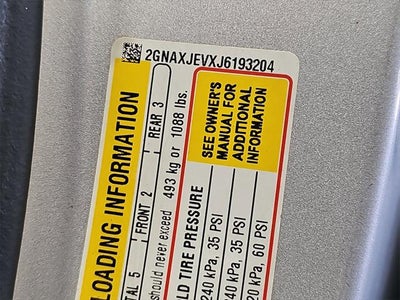 2GNAXJEVXJ6193204
LOADING INFORMATION
TAL 5 | FRONT 2 | REAR 3
should never exceed 493 kg or 1088 lbs.
LD TIRE PRESSURE
SEE OWNER'S
MANUAL FOR
ADDITIONAL
INFORMATION
240 kPa, 35 PSI
40 kPa, 35 PSI
20 kPa, 60 PSI